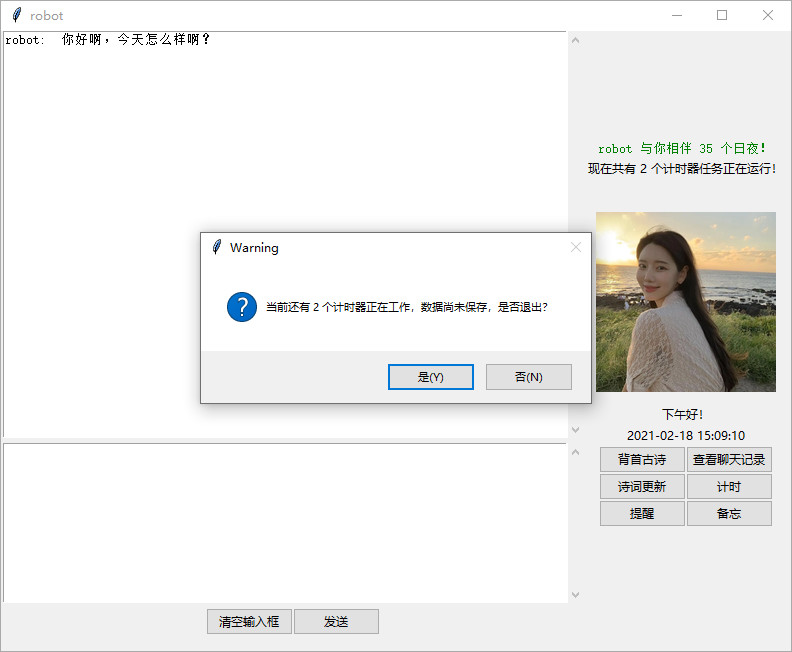 robot
robot:  你好啊，今天怎么样啊？
robot 与你相伴 35 个日夜！
现在共有 2 个计时器任务正在运行！
Warning
当前还有 2 个计时器正在工作，数据尚未保存，是否退出？
是(Y)
否(N)
下午好！
2021-02-18 15:09:10
背首古诗
查看聊天记录
诗词更新
计时
提醒
备忘
清空输入框
发送